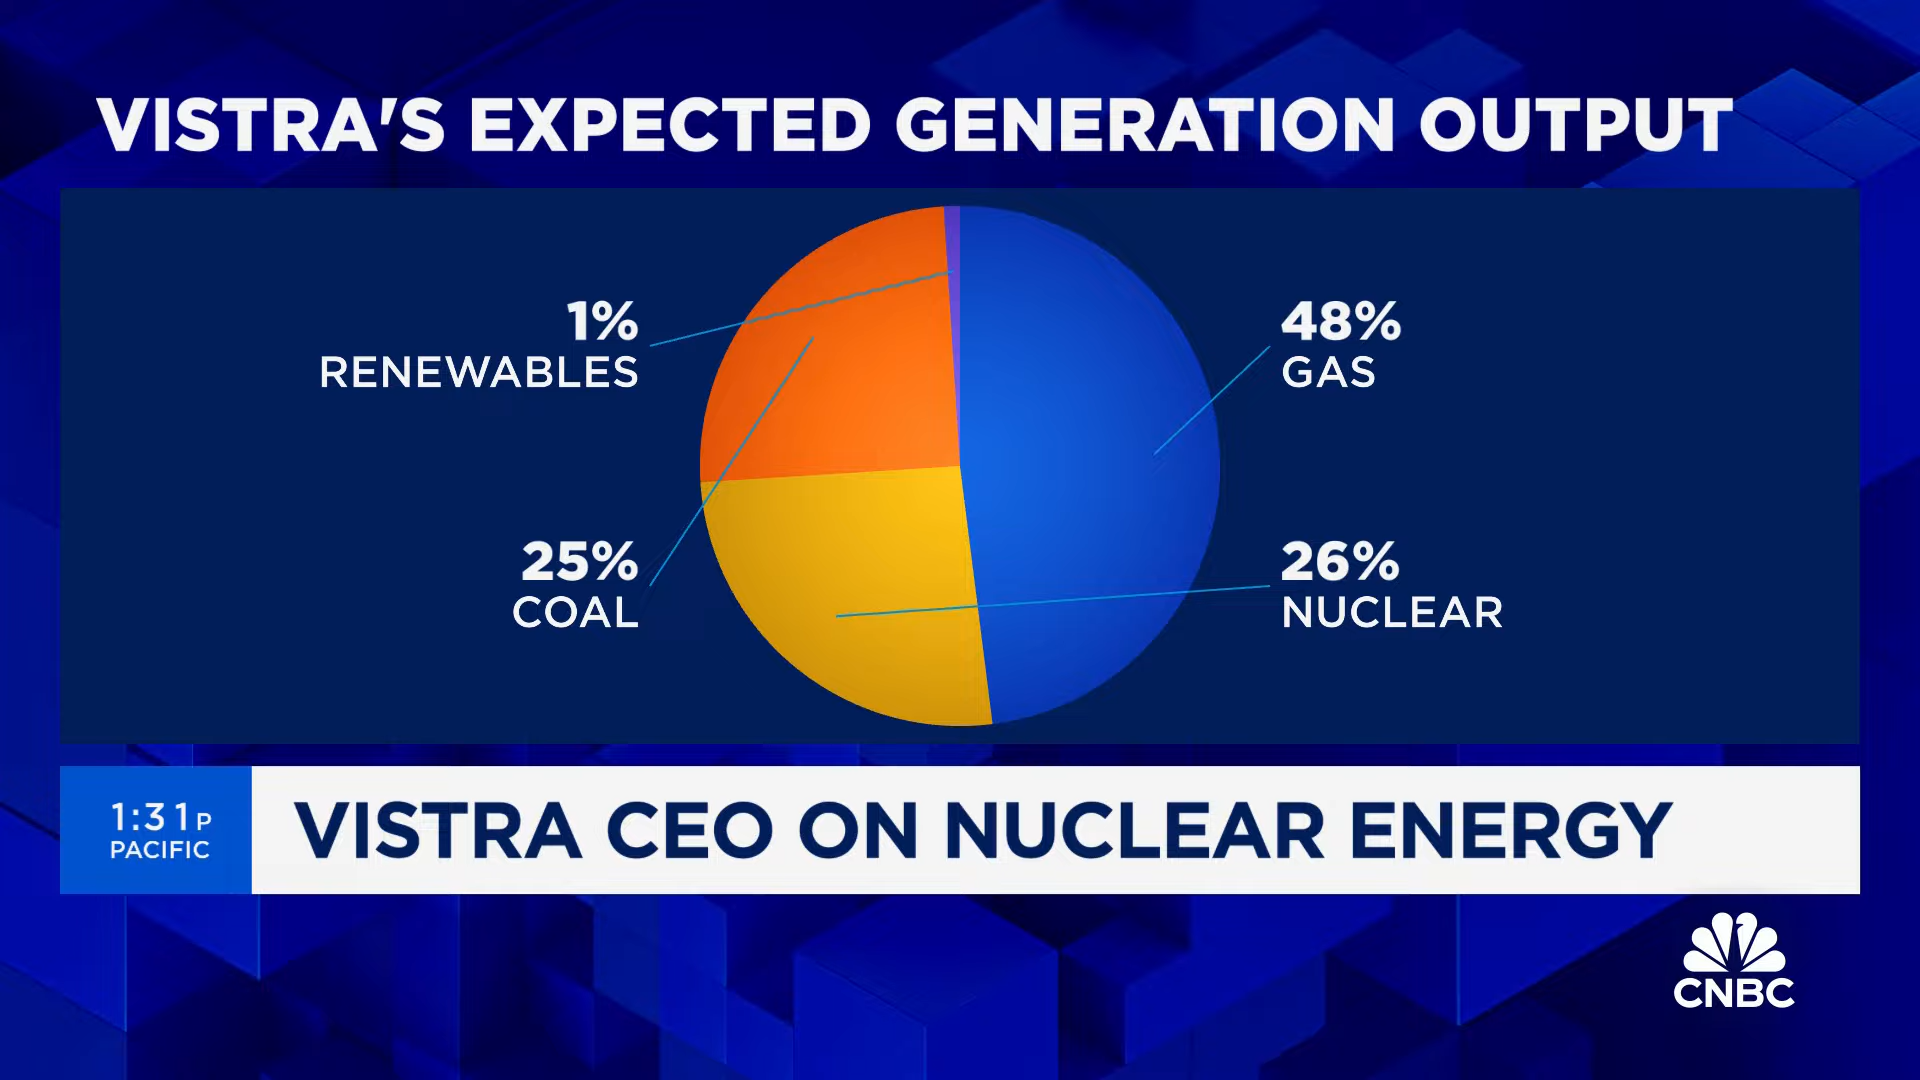 VISTRA'S EXPECTED GENERATION OUTPUT
1%
RENEWABLES
48%
GAS
25%
COAL
26%
NUCLEAR
1:31P
PACIFIC
VISTRA CEO ON NUCLEAR ENERGY
CNBC